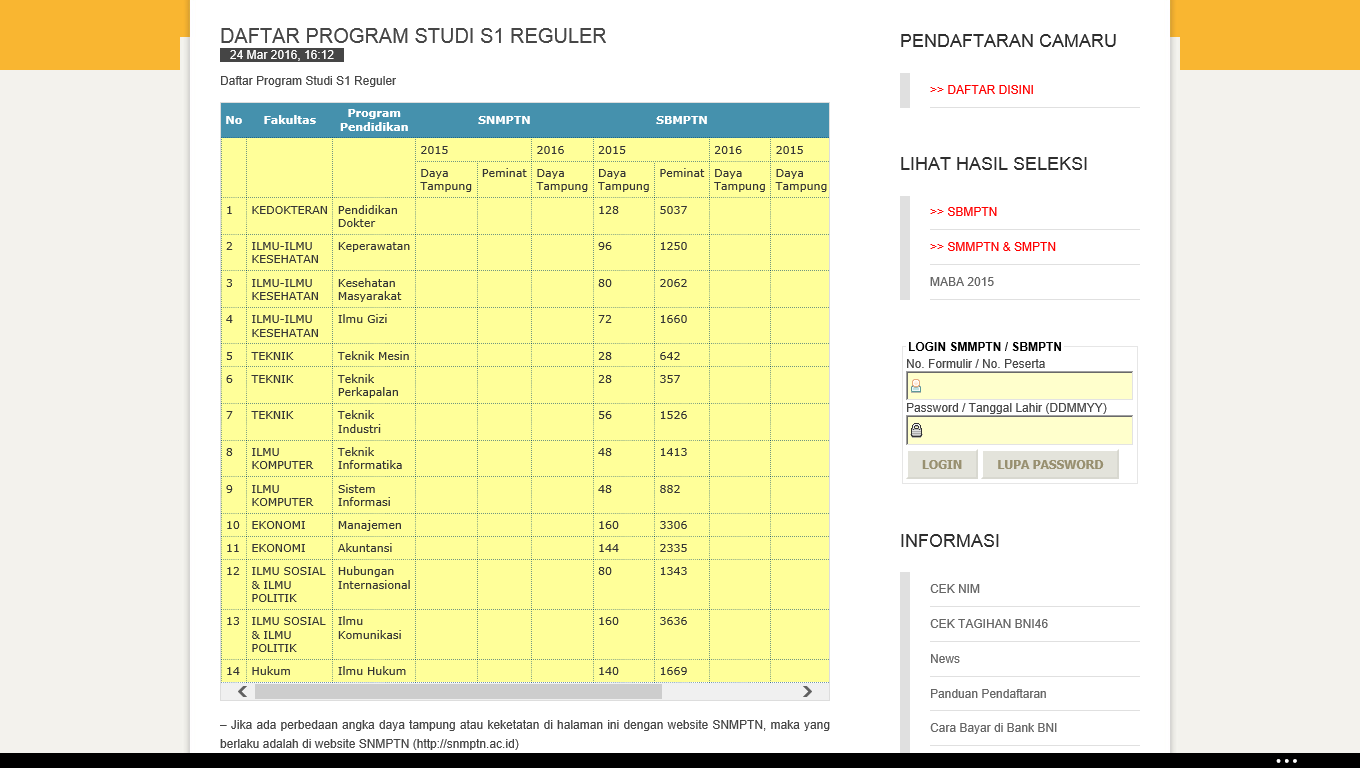 DAFTAR PROGRAM STUDI S1 REGULER
24 Mar 2016, 16:12
Daftar Program Studi S1 Reguler
No Fakultas Program Pendidikan SNMPTN SBMPTN
2015 2016 2015 2016 2015
Daya Tampung Peminat Daya Tampung Daya Tampung Peminat Daya Tampung Daya Tampung
1 KEDOKTERAN Pendidikan Dokter 128 5037
2 ILMU-ILMU KESEHATAN Keperawatan 96 1250
3 ILMU-ILMU KESEHATAN Kesehatan Masyarakat 80 2062
4 ILMU-ILMU KESEHATAN Ilmu Gizi 72 1660
5 TEKNIK Teknik Mesin 28 642
6 TEKNIK Teknik Perkapalan 28 357
7 TEKNIK Teknik Industri 56 1526
8 ILMU KOMPUTER Teknik Informatika 48 1413
9 ILMU KOMPUTER Sistem Informasi 48 882
10 EKONOMI Manajemen 160 3306
11 EKONOMI Akuntansi 144 2335
12 ILMU SOSIAL & ILMU POLITIK Hubungan Internasional 80 1343
13 ILMU SOSIAL & ILMU POLITIK Ilmu Komunikasi 160 3636
14 Hukum Ilmu Hukum 140 1669
– Jika ada perbedaan angka daya tampung atau keketatan di halaman ini dengan website SNMPTN, maka yang
berlaku adalah di website SNMPTN (http://snmptn.ac.id)
PENDAFTARAN CAMARU
>> DAFTAR DISINI
LIHAT HASIL SELEKSI
>> SBMPTN
>> SMMPTN & SMPTN
MABA 2015
LOGIN SMMPTN / SBMPTN
No. Formulir / No. Peserta
Password / Tanggal Lahir (DDMMYY)
LOGIN LUPA PASSWORD
INFORMASI
CEK NIM
CEK TAGIHAN BNI46
News
Panduan Pendaftaran
Cara Bayar di Bank BNI